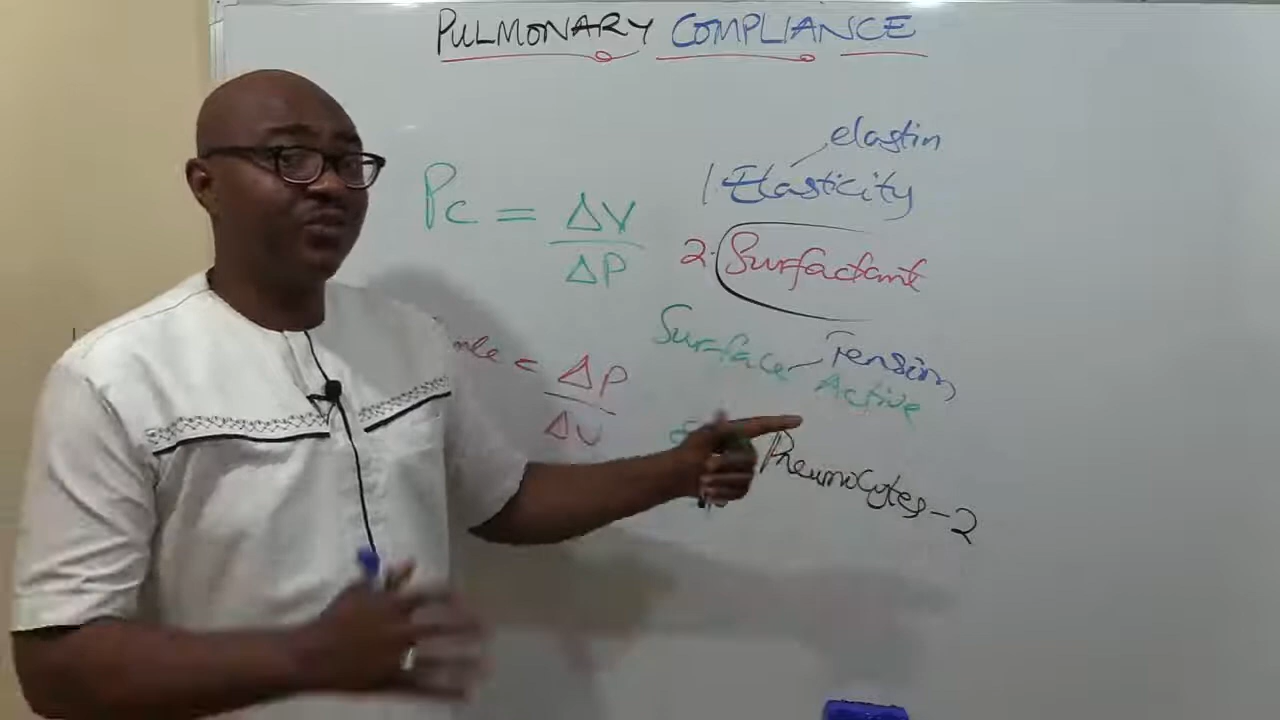 PULMONARY COMPLIANCE
Pc = ΔV
ΔP
1. Elasticity
elastin
2. Surfactant
= ΔP
ΔV
Surface Tension
Active
Pneumocytes-2